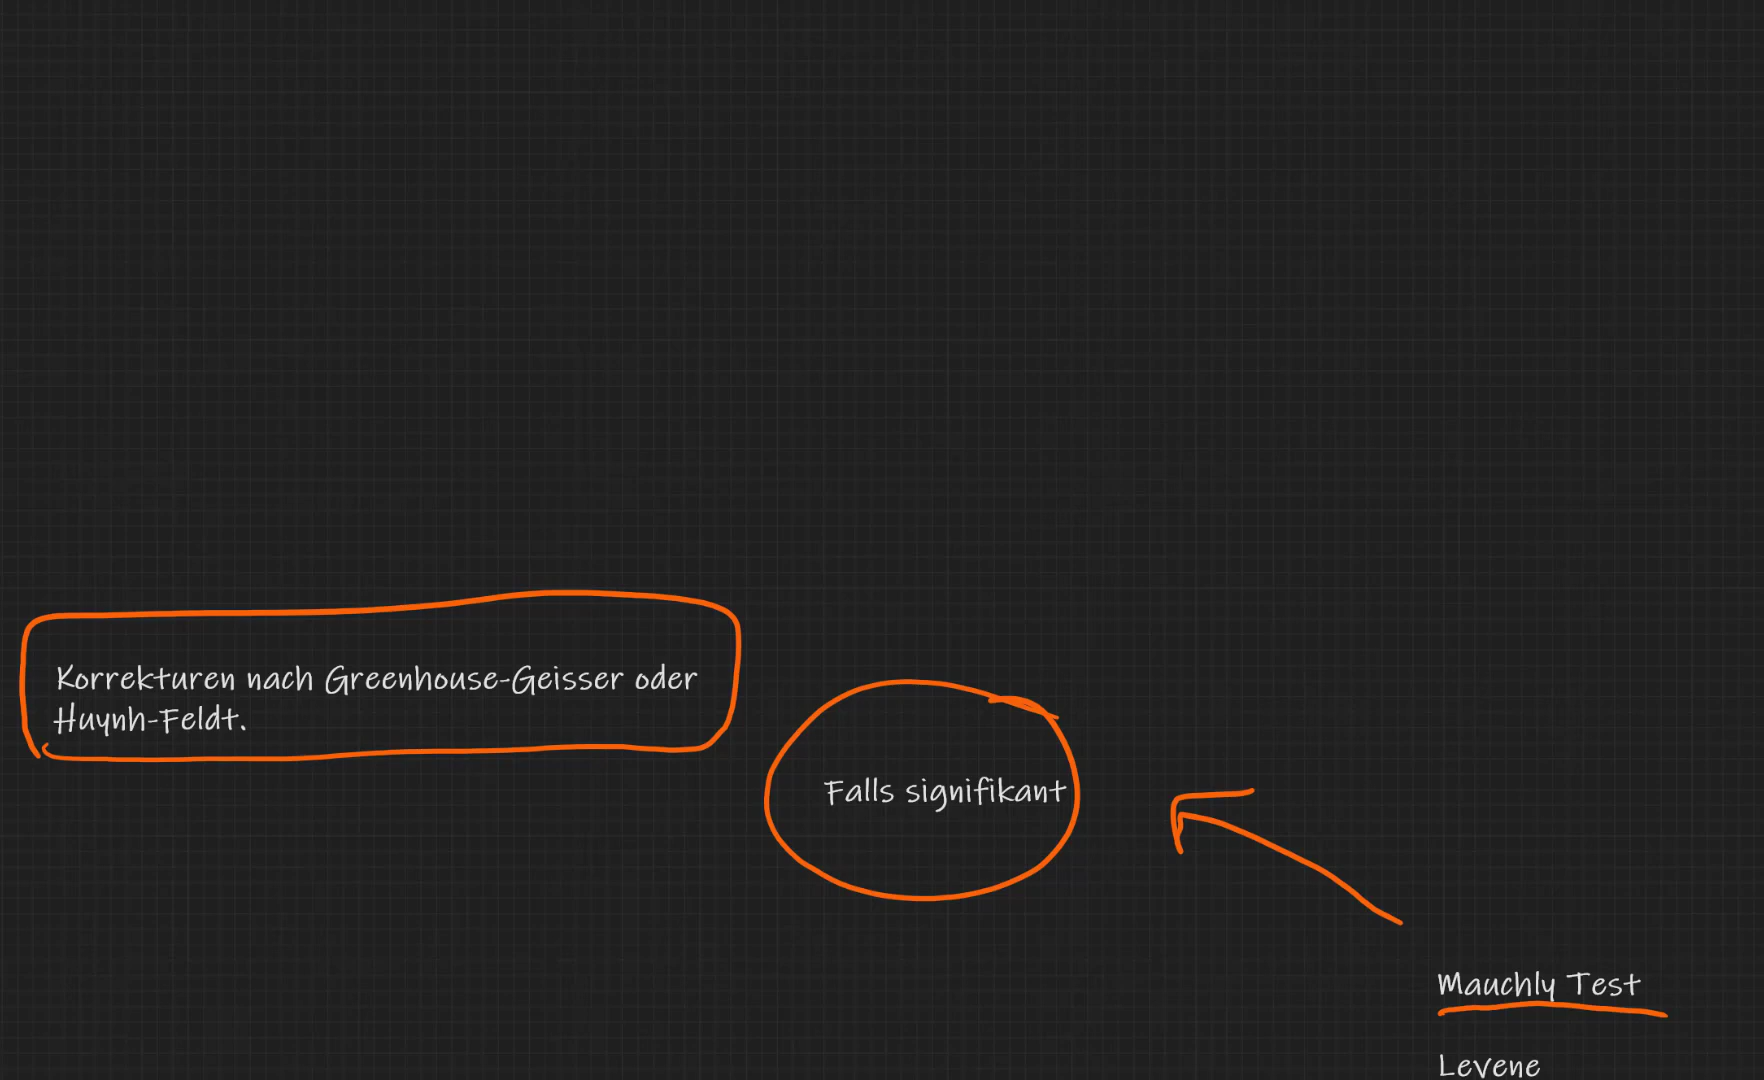 Korrekturen nach Greenhouse-Geisser oder
Huynh-Feldt.
Falls signifikant
Mauchly Test
Levene